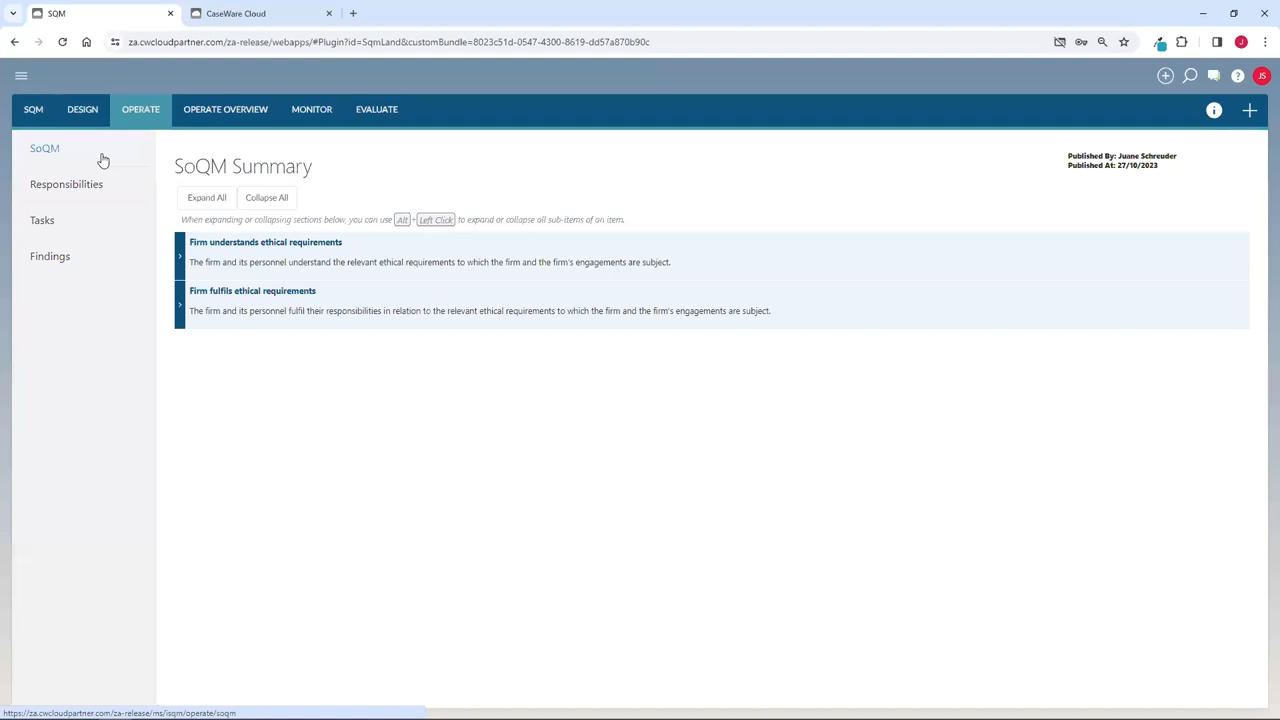 SQM
CaseWare Cloud
za.cwcloudpartner.com/za-release/webapps/#Plugin?id=SqmLand&customBundle=8023c51d-0547-4300-8619-dd57a870b90c
J
JS
SQM DESIGN OPERATE OPERATE OVERVIEW MONITOR EVALUATE
SoQM
Responsibilities
Tasks
Findings
SoQM Summary
Published By: Juane Schreuder
Published At: 27/10/2023
Expand All Collapse All
When expanding or collapsing sections below, you can use Alt + Left Click to expand or collapse all sub-items of an item.
Firm understands ethical requirements
The firm and its personnel understand the relevant ethical requirements to which the firm and the firm's engagements are subject.
Firm fulfils ethical requirements
The firm and its personnel fulfil their responsibilities in relation to the relevant ethical requirements to which the firm and the firm's engagements are subject.
https://za.cwcloudpartner.com/za-release/ms/isqm/operate/soqm